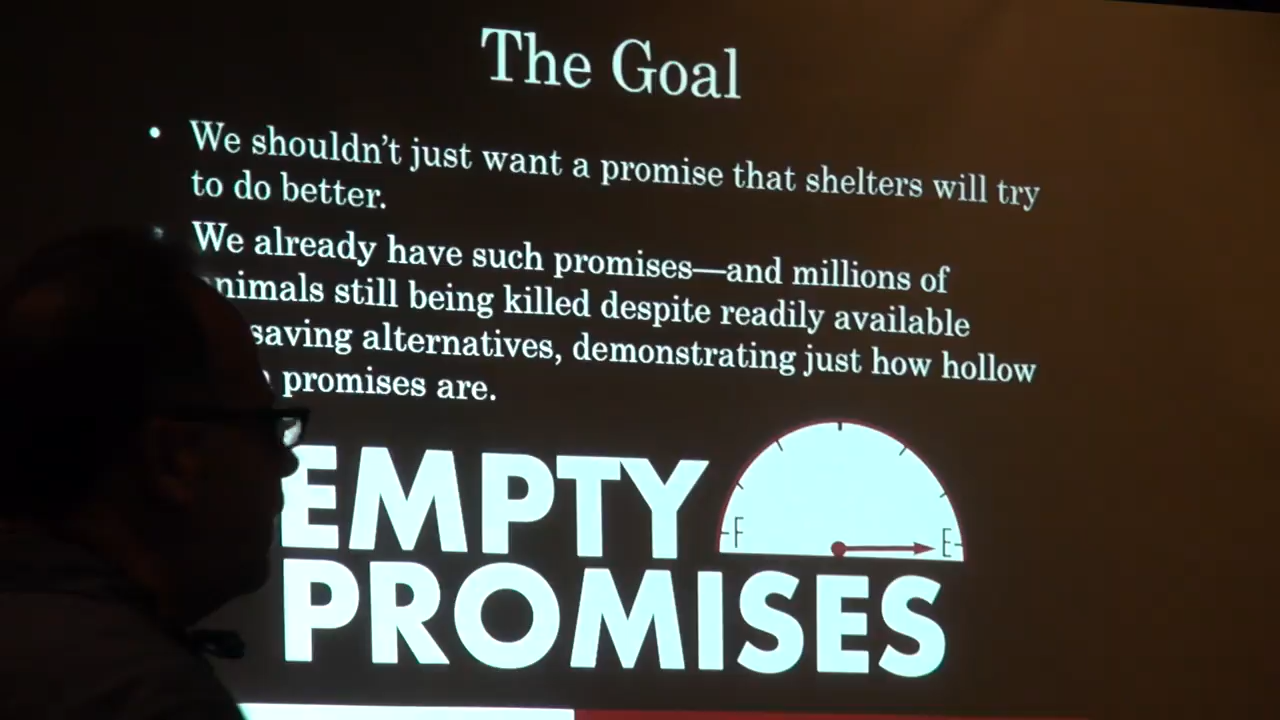 The Goal
• We shouldn't just want a promise that shelters will try
to do better.
• We already have such promises—and millions of
nimals still being killed despite readily available
saving alternatives, demonstrating just how hollow
promises are.
EMPTY
F E
PROMISES